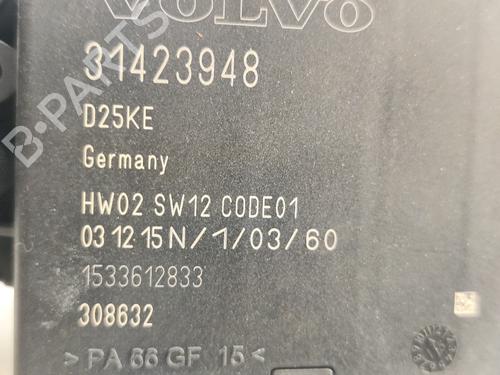 VOLVO
31423948
D25KE
Germany
HW02 SW12 CODE01
03 12 15 N/1/03/60
1533612833
308632
>PA 66 GF 15<
B-PARTS